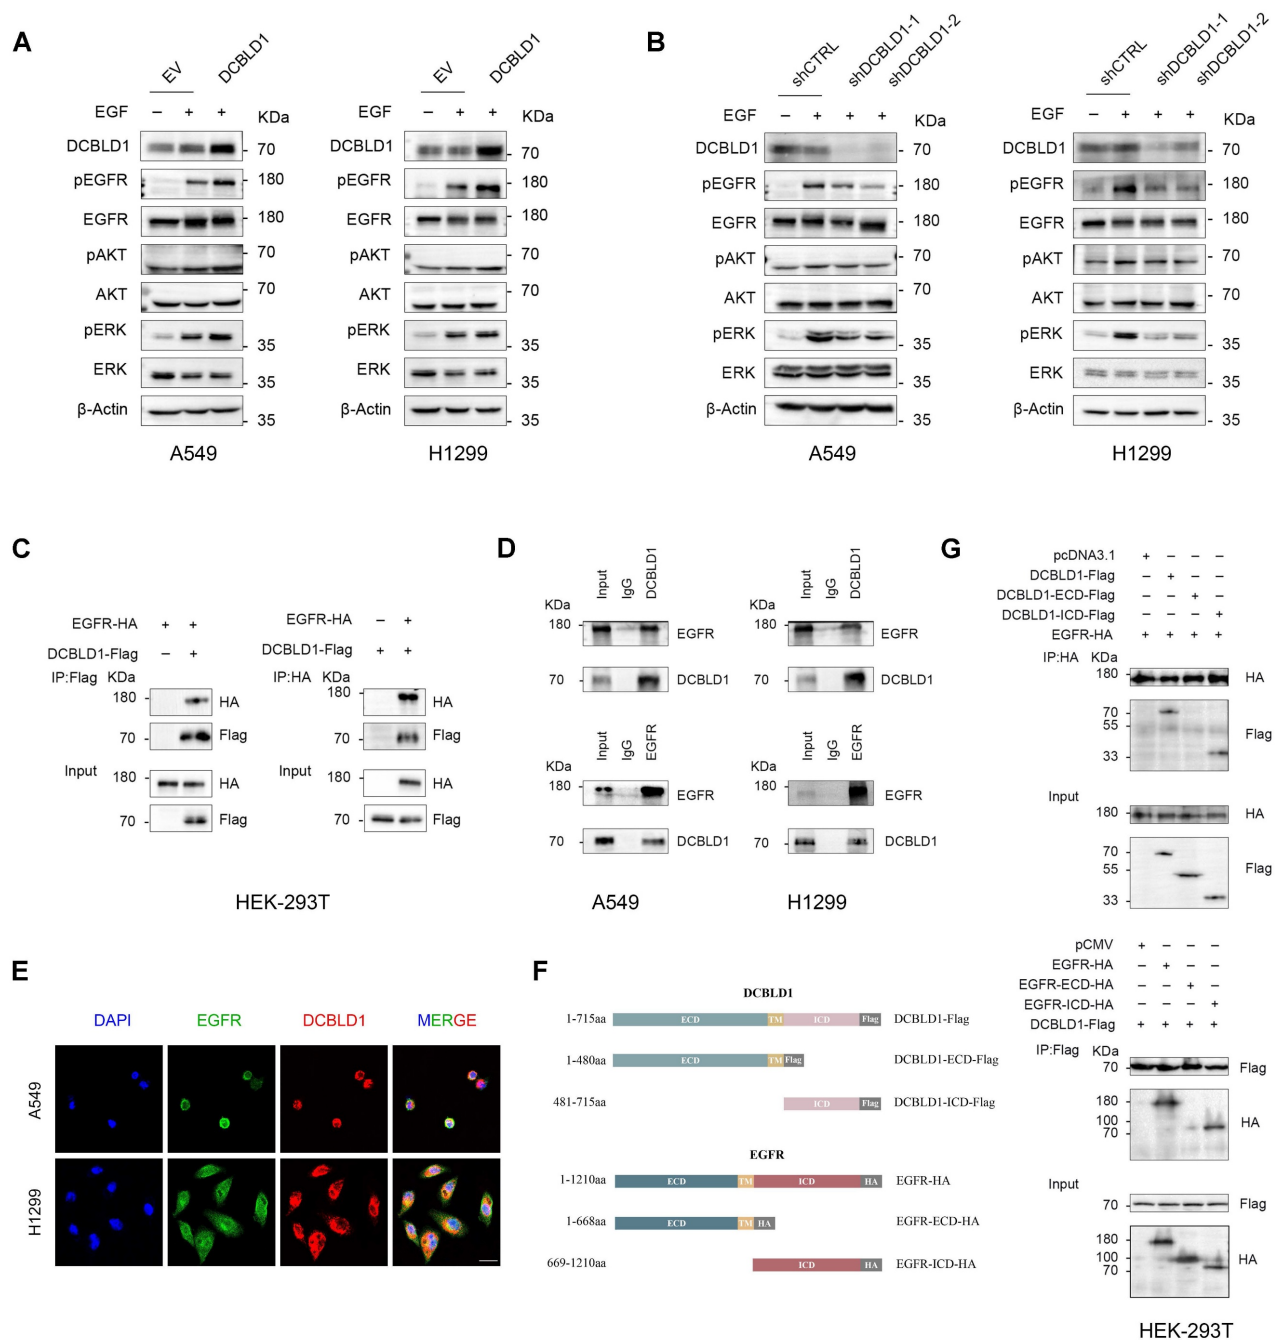 A
EV
DCBLD1
EGF
– + +
KDa
DCBLD1
- 70
pEGFR
- 180
EGFR
- 180
pAKT
- 70
AKT
- 70
pERK
- 35
ERK
- 35
β-Actin
- 35
A549
EV
DCBLD1
EGF
– + +
KDa
DCBLD1
- 70
pEGFR
- 180
EGFR
- 180
pAKT
- 70
AKT
- 70
pERK
- 35
ERK
- 35
β-Actin
- 35
H1299
B
shCTRL
shDCBLD1-1
shDCBLD1-2
EGF
– + + +
KDa
DCBLD1
- 70
pEGFR
- 180
EGFR
- 180
pAKT
- 70
AKT
- 70
pERK
- 35
ERK
- 35
β-Actin
- 35
A549
shCTRL
shDCBLD1-1
shDCBLD1-2
EGF
– + + +
KDa
DCBLD1
- 70
pEGFR
- 180
EGFR
- 180
pAKT
- 70
AKT
- 70
pERK
- 35
ERK
- 35
β-Actin
- 35
H1299
C
EGFR-HA + +
DCBLD1-Flag – +
IP:Flag KDa
180 - HA
70 - Flag
Input
180 - HA
70 - Flag
EGFR-HA – +
DCBLD1-Flag + +
IP:HA KDa
180 - HA
70 - Flag
Input
180 - HA
70 - Flag
HEK-293T
D
Input IgG DCBLD1
KDa
180 - EGFR
70 - DCBLD1
Input IgG DCBLD1
KDa
180 - EGFR
70 - DCBLD1
Input IgG EGFR
KDa
180 - EGFR
70 - DCBLD1
A549
Input IgG EGFR
KDa
180 - EGFR
70 - DCBLD1
H1299
G
pcDNA3.1 + – – –
DCBLD1-Flag – + – –
DCBLD1-ECD-Flag – – + –
DCBLD1-ICD-Flag – – – +
EGFR-HA + + + +
IP:HA KDa
180 - HA
70 -
55 -
Flag
33 -
Input
180 - HA
70 -
55 -
Flag
33 -
pCMV + – – –
EGFR-HA – + – –
EGFR-ECD-HA – – + –
EGFR-ICD-HA – – – +
DCBLD1-Flag + + + +
IP:Flag KDa
70 - Flag
180 -
100 -
HA
70 -
Input
70 - Flag
180 -
100 -
HA
70 -
HEK-293T
E
DAPI EGFR DCBLD1 MERGE
A549
H1299
F
DCBLD1
1-715aa ECD TM ICD Flag DCBLD1-Flag
1-480aa ECD TM Flag DCBLD1-ECD-Flag
481-715aa ICD Flag DCBLD1-ICD-Flag
EGFR
1-1210aa ECD TM ICD HA EGFR-HA
1-668aa ECD TM HA EGFR-ECD-HA
669-1210aa ICD HA EGFR-ICD-HA